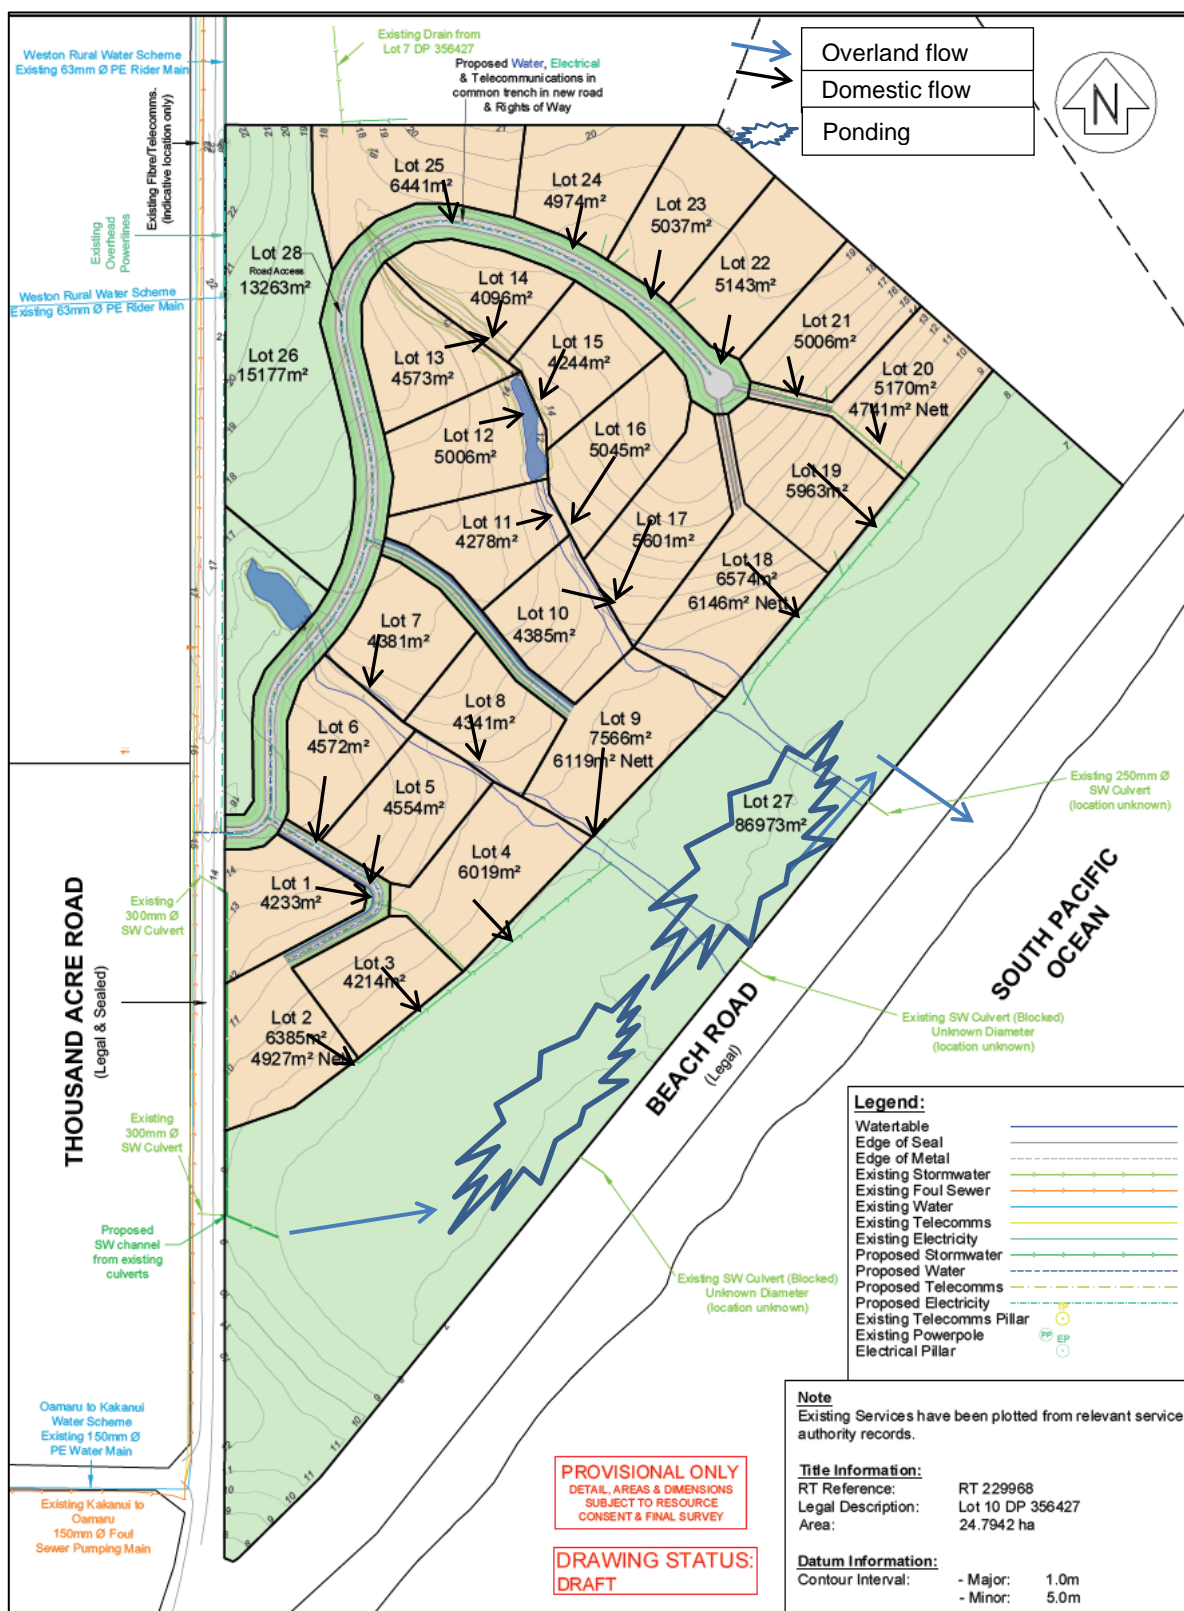 Weston Rural Water Scheme
Existing 63mm Ø PE Rider Main
Existing Drain from
Lot 7 DP 356427
Proposed Water, Electrical
& Telecommunications in
common trench in new road
& Rights of Way
Overland flow
Domestic flow
Ponding
N
Existing Fibre/Telecomms.
(indicative location only)
Existing
Overhead
Powerlines
Weston Rural Water Scheme
Existing 63mm Ø PE Rider Main
Lot 25
6441m²
Lot 24
4974m²
Lot 23
5037m²
Lot 22
5143m²
Lot 21
5006m²
Lot 20
5170m²
4741m² Nett
Lot 28
Road Access
13263m²
Lot 26
15177m²
Lot 14
4096m²
Lot 13
4573m²
Lot 15
4244m²
Lot 12
5006m²
Lot 16
5045m²
Lot 19
5963m²
Lot 11
4278m²
Lot 17
5601m²
Lot 18
6574m²
6146m² Nett
Lot 10
4385m²
Lot 7
4381m²
Lot 8
4341m²
Lot 9
7566m²
6119m² Nett
Lot 6
4572m²
Lot 5
4554m²
Lot 4
6019m²
Lot 27
86973m²
Lot 1
4233m²
Lot 3
4214m²
Lot 2
6385m²
4927m² Nett
Existing 250mm Ø
SW Culvert
(location unknown)
Existing
300mm Ø
SW Culvert
THOUSAND ACRE ROAD
(Legal & Sealed)
SOUTH PACIFIC
OCEAN
BEACH ROAD
(Legal)
Existing SW Culvert (Blocked)
Unknown Diameter
(location unknown)
Existing
300mm Ø
SW Culvert
Proposed
SW channel
from existing
culverts
Existing SW Culvert (Blocked)
Unknown Diameter
(location unknown)
Legend:
Watertable
Edge of Seal
Edge of Metal
Existing Stormwater
Existing Foul Sewer
Existing Water
Existing Telecomms
Existing Electricity
Proposed Stormwater
Proposed Water
Proposed Telecomms
Proposed Electricity
Existing Telecomms Pillar
TP
Existing Powerpole
PP
Electrical Pillar
EP
Oamaru to Kakanui
Water Scheme
Existing 150mm Ø
PE Water Main
Existing Kakanui to
Oamaru
150mm Ø Foul
Sewer Pumping Main
PROVISIONAL ONLY
DETAIL, AREAS & DIMENSIONS
SUBJECT TO RESOURCE
CONSENT & FINAL SURVEY
DRAWING STATUS:
DRAFT
Note
Existing Services have been plotted from relevant service
authority records.
Title Information:
RT Reference: RT 229968
Legal Description: Lot 10 DP 356427
Area: 24.7942 ha
Datum Information:
Contour Interval: - Major: 1.0m
- Minor: 5.0m